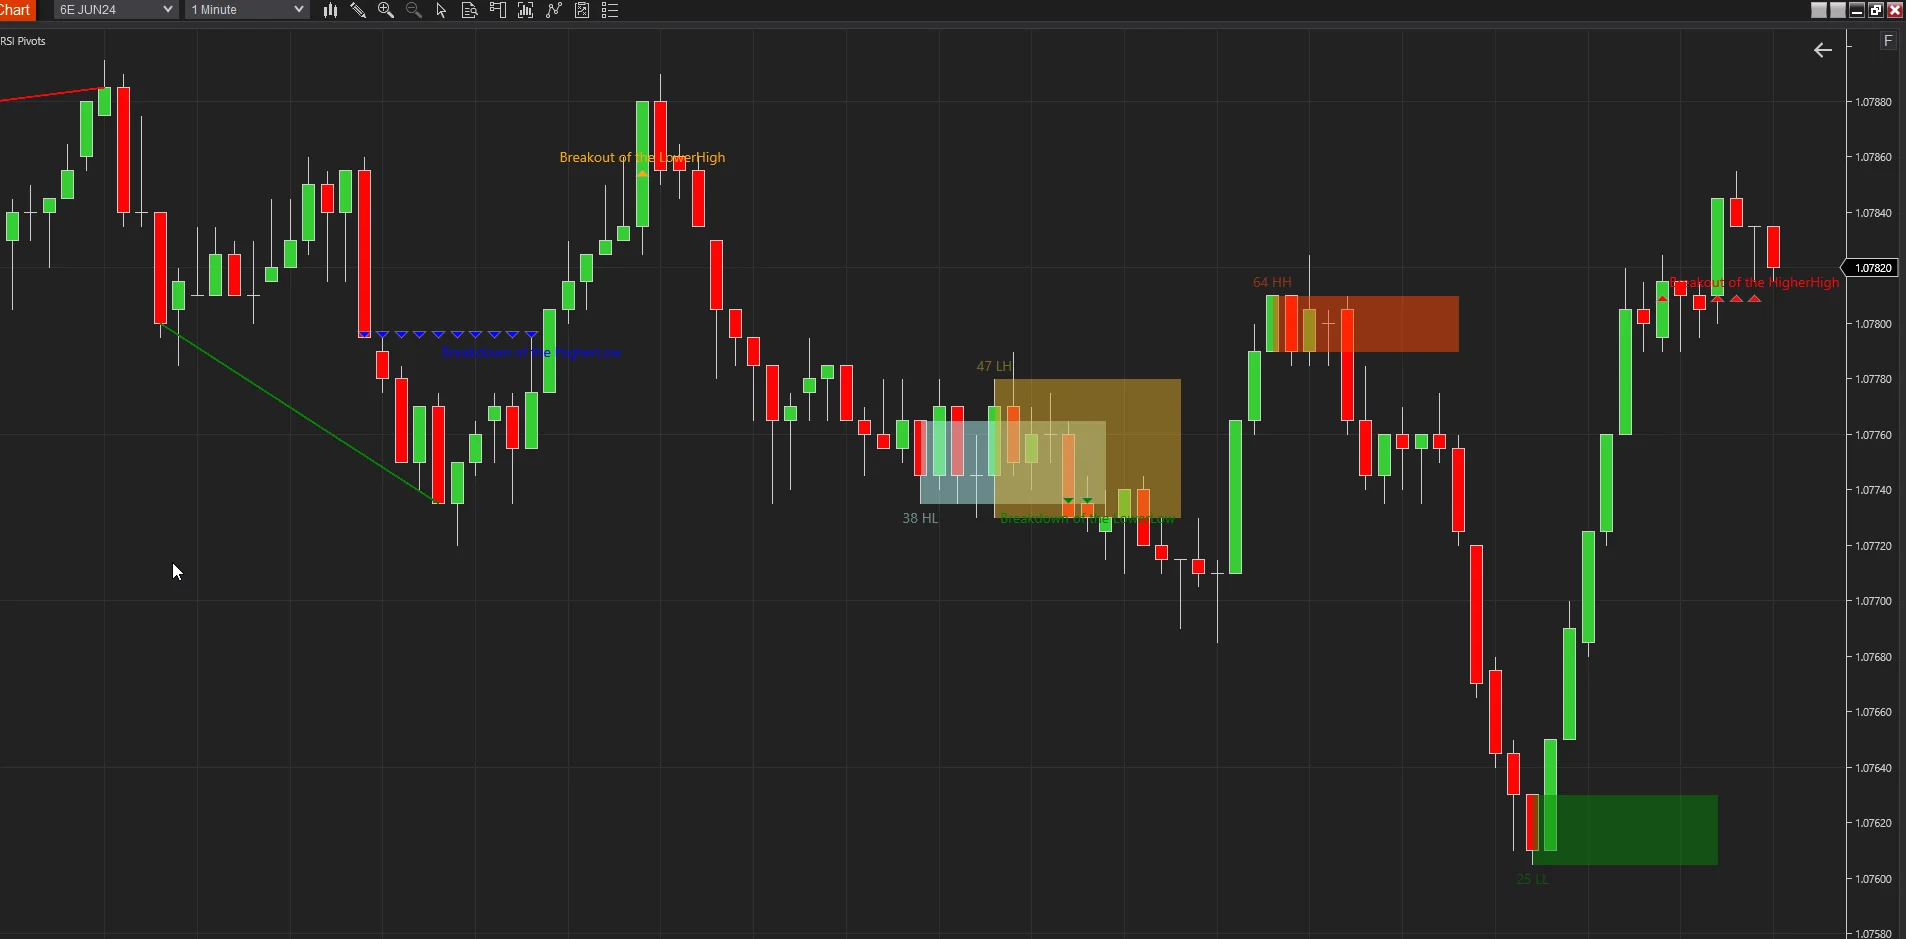 Chart
6E JUN24
1 Minute
RSI Pivots
F
1.07880
Breakout of the LowerHigh
1.07860
1.07840
1.07820
64 HH
Breakout of the HigherHigh
1.07800
Breakdown of the HigherLow
47 LH
1.07780
1.07760
1.07740
38 HL
Breakdown of the LowerLow
1.07720
1.07700
1.07680
1.07660
1.07640
1.07620
25 LL
1.07600
1.07580